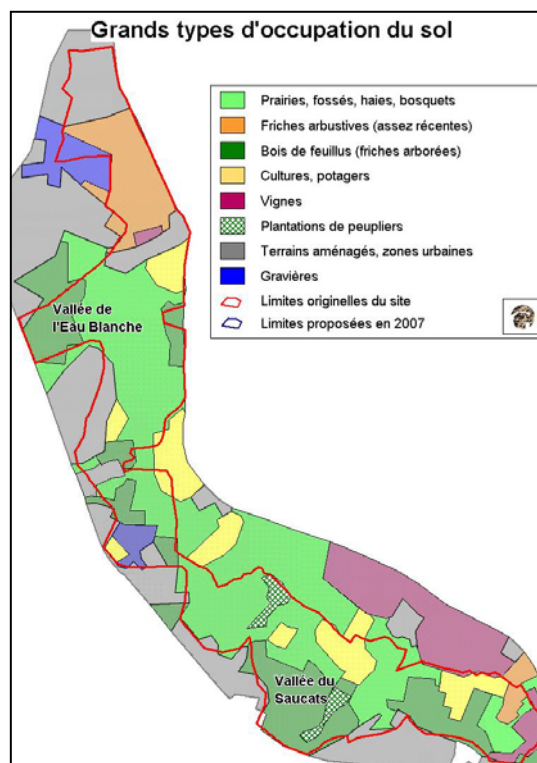 Grands types d'occupation du sol
Prairies, fossés, haies, bosquets
Friches arbustives (assez récentes)
Bois de feuillus (friches arborées)
Cultures, potagers
Vignes
Plantations de peupliers
Terrains aménagés, zones urbaines
Gravières
Limites originelles du site
Limites proposées en 2007
Vallée de
l'Eau Blanche
Vallée du
Saucats